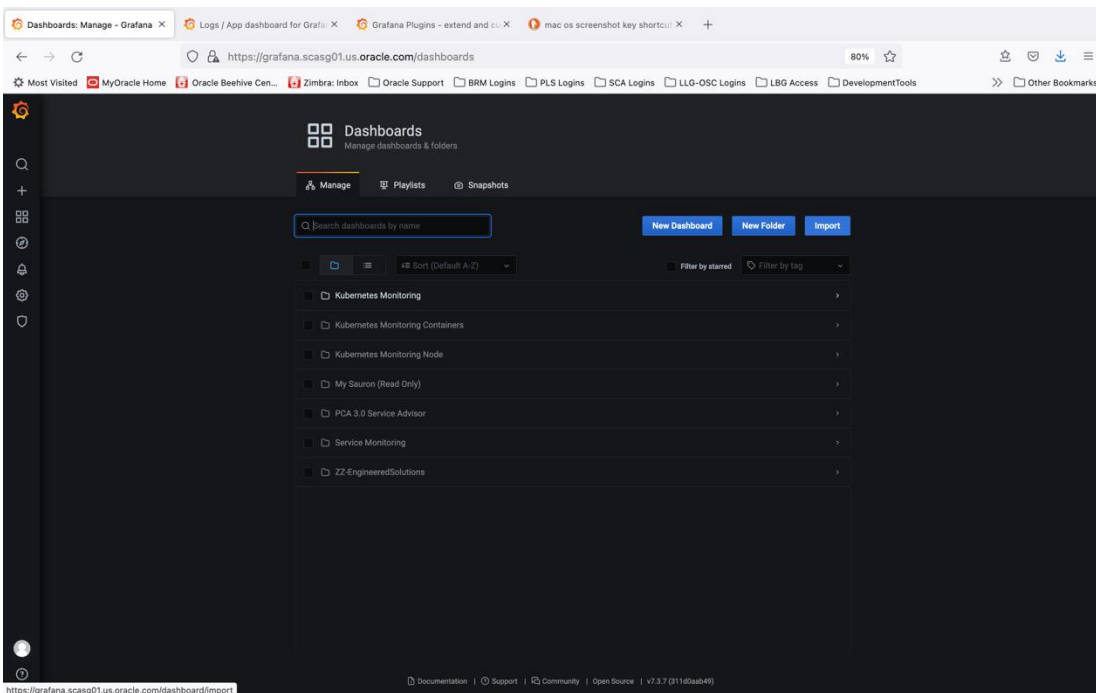 Dashboards: Manage - Grafana
Logs / App dashboard for Grafa
Grafana Plugins - extend and cu
mac os screenshot key shortcut
https://grafana.scasg01.us.oracle.com/dashboards
80%
Most Visited MyOracle Home Oracle Beehive Cen... Zimbra: Inbox Oracle Support BRM Logins PLS Logins SCA Logins LLG-OSC Logins LBG Access DevelopmentTools Other Bookmarks
Dashboards
Manage dashboards & folders
Manage Playlists Snapshots
Search dashboards by name New Dashboard New Folder Import
Sort (Default A-Z) Filter by starred Filter by tag
Kubernetes Monitoring
Kubernetes Monitoring Containers
Kubernetes Monitoring Node
My Sauron (Read Only)
PCA 3.0 Service Advisor
Service Monitoring
ZZ-EngineeredSolutions
Documentation | Support | Community | Open Source | v7.3.7 (311d0aab49)
https://grafana.scasg01.us.oracle.com/dashboard/import